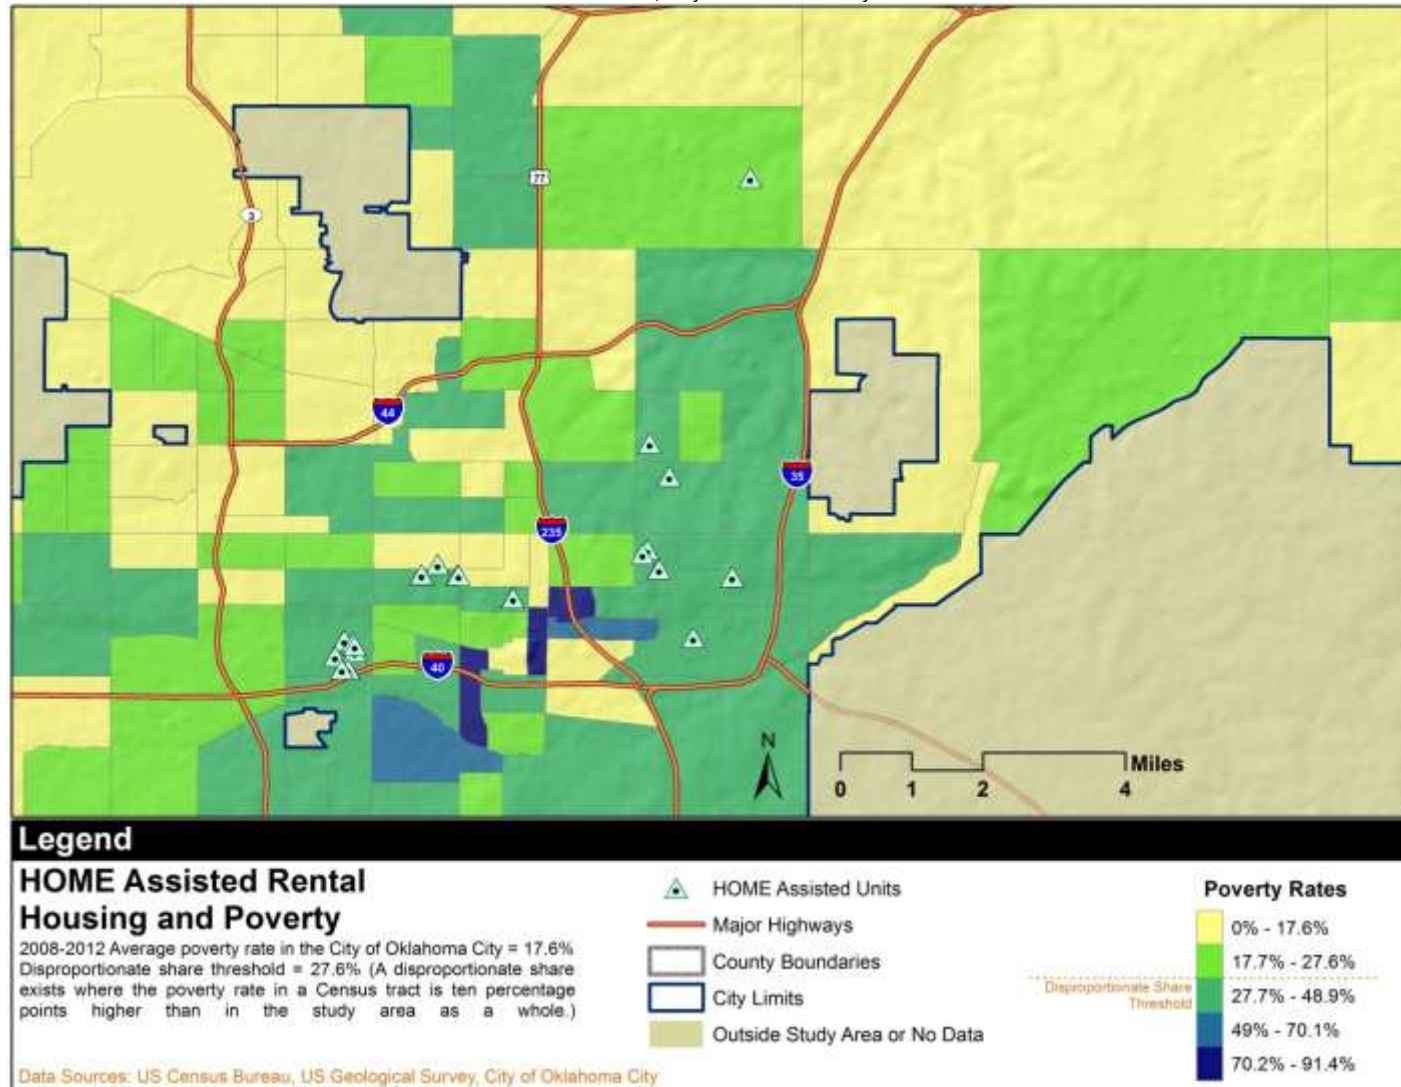 77
3
44
35
235
40
N
Miles
0 1 2 4
Legend
HOME Assisted Rental
Housing and Poverty
2008-2012 Average poverty rate in the City of Oklahoma City = 17.6%
Disproportionate share threshold = 27.6% (A disproportionate share
exists where the poverty rate in a Census tract is ten percentage
points higher than in the study area as a whole.)
Data Sources: US Census Bureau, US Geological Survey, City of Oklahoma City
HOME Assisted Units
Major Highways
County Boundaries
City Limits
Outside Study Area or No Data
Poverty Rates
0% - 17.6%
17.7% - 27.6%
Disproportionate Share
Threshold
27.7% - 48.9%
49% - 70.1%
70.2% - 91.4%